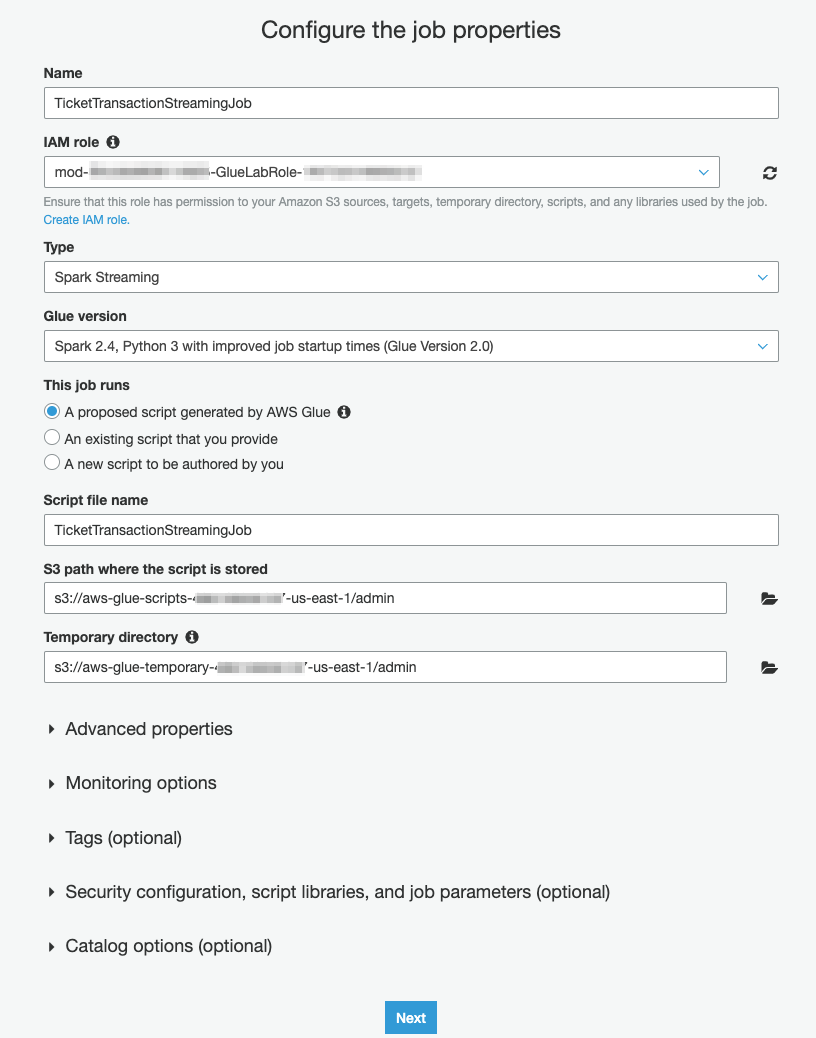 Configure the job properties
Name
TicketTransactionStreamingJob
IAM role
mod- -GlueLabRole-
Ensure that this role has permission to your Amazon S3 sources, targets, temporary directory, scripts, and any libraries used by the job.
Create IAM role.
Type
Spark Streaming
Glue version
Spark 2.4, Python 3 with improved job startup times (Glue Version 2.0)
This job runs
A proposed script generated by AWS Glue
An existing script that you provide
A new script to be authored by you
Script file name
TicketTransactionStreamingJob
S3 path where the script is stored
s3://aws-glue-scripts- -us-east-1/admin
Temporary directory
s3://aws-glue-temporary- -us-east-1/admin
Advanced properties
Monitoring options
Tags (optional)
Security configuration, script libraries, and job parameters (optional)
Catalog options (optional)
Next